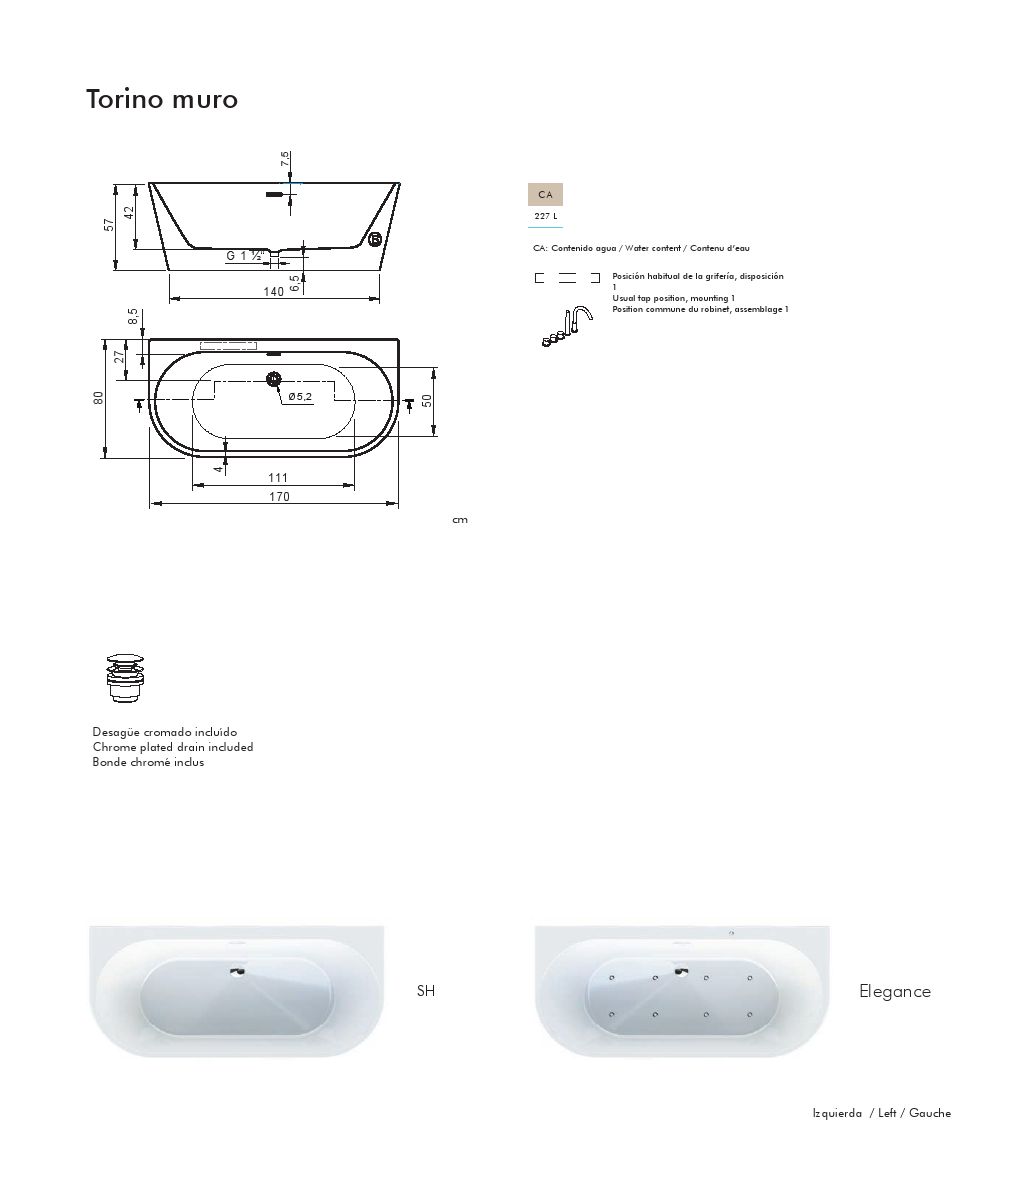 Torino muro
7,5
57
42
G 1 ½"
6,5
140
8,5
27
80
Ø5,2
50
4
111
170
cm
CA
227 L
CA: Contenido agua / Water content / Contenu d'eau
Posición habitual de la grifería, disposición
1
Usual tap position, mounting 1
Position commune du robinet, assemblage 1
Desagüe cromado incluído
Chrome plated drain included
Bonde chromé inclus
SH
Elegance
Izquierda / Left / Gauche